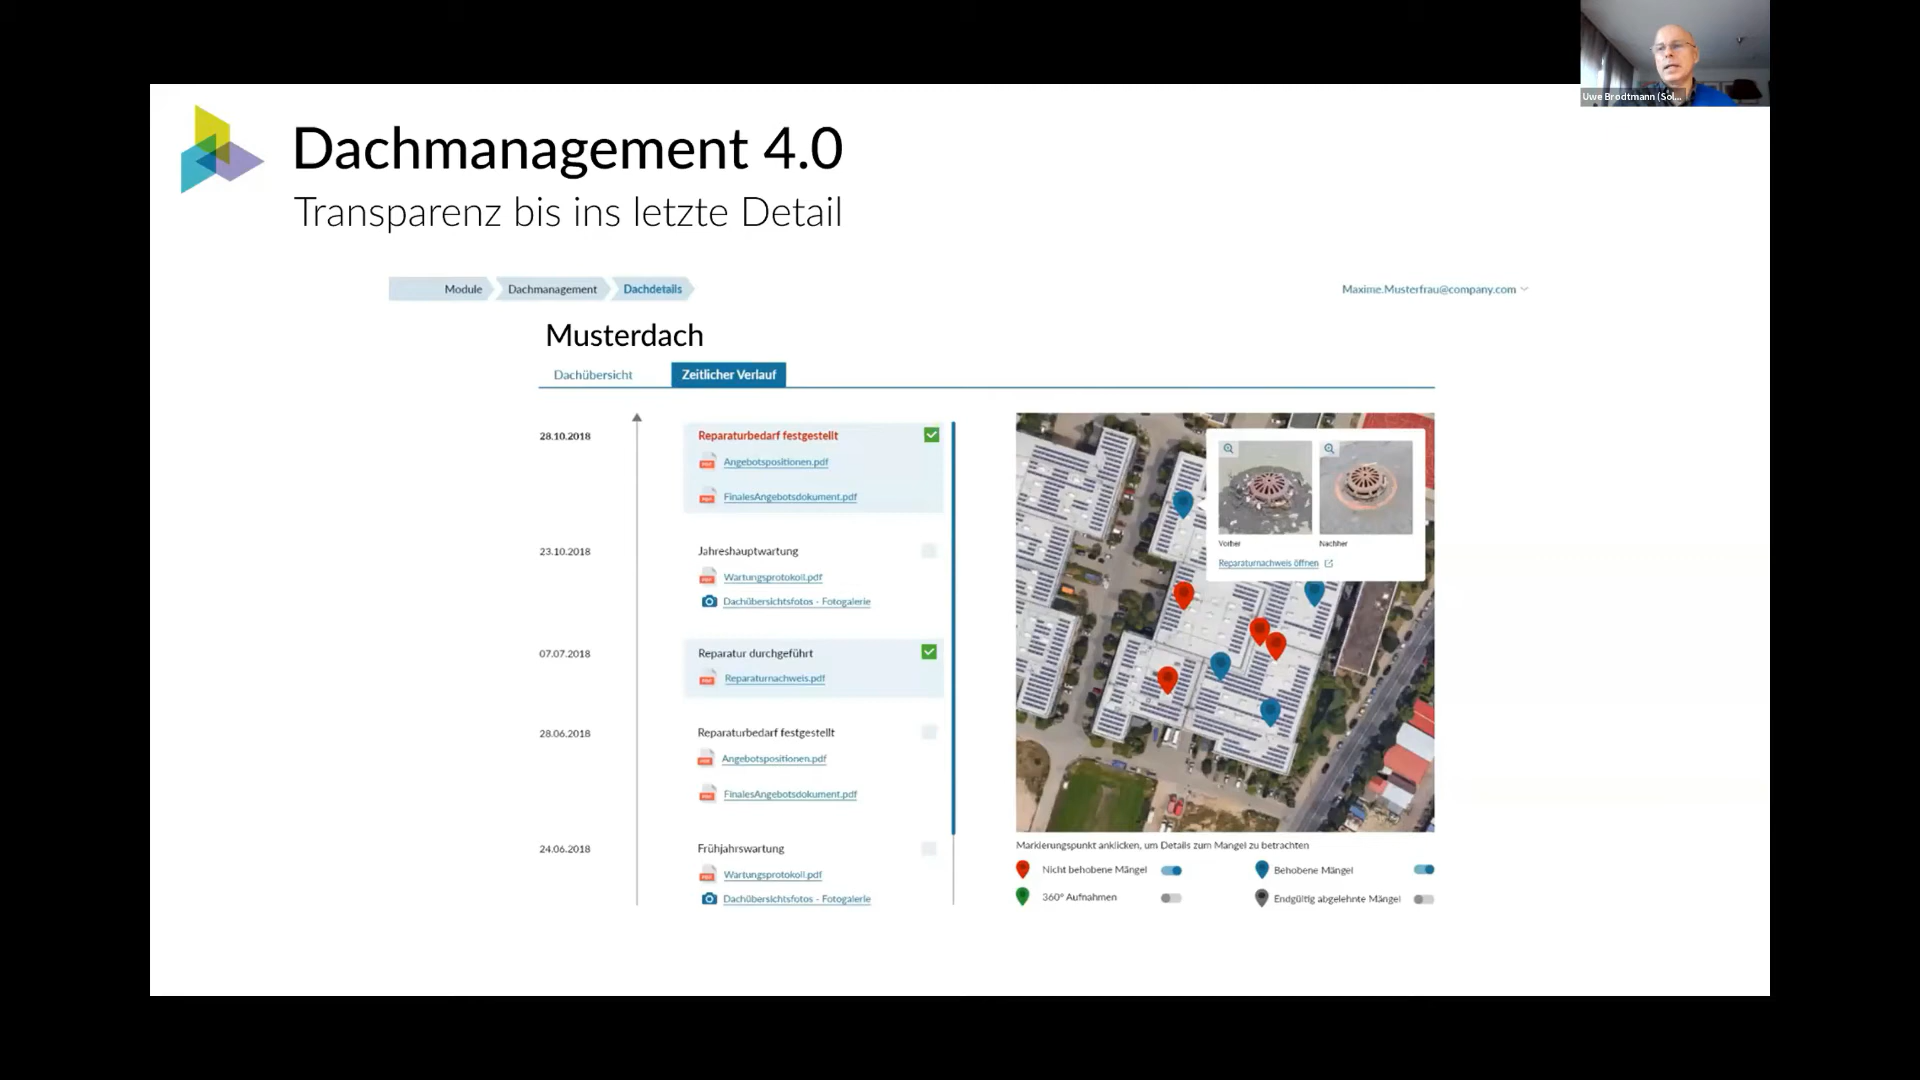 Uwe Brodtmann (Sol...
Dachmanagement 4.0
Transparenz bis ins letzte Detail
Module
Dachmanagement
Dachdetails
Maxime.Musterfrau@company.com
Musterdach
Dachübersicht
Zeitlicher Verlauf
28.10.2018
Reparaturbedarf festgestellt
Angebotspositionen.pdf
FinalesAngebotsdokument.pdf
23.10.2018
Jahreshauptwartung
Wartungsprotokoll.pdf
Dachübersichtsfotos - Fotogalerie
07.07.2018
Reparatur durchgeführt
Reparaturnachweis.pdf
28.06.2018
Reparaturbedarf festgestellt
Angebotspositionen.pdf
FinalesAngebotsdokument.pdf
24.06.2018
Frühjahrswartung
Wartungsprotokoll.pdf
Dachübersichtsfotos - Fotogalerie
Vorher
Nachher
Reparaturnachweis öffnen
Markierungspunkt anklicken, um Details zum Mangel zu betrachten
Nicht behobene Mängel
Behobene Mängel
360° Aufnahmen
Endgültig abgelehnte Mängel